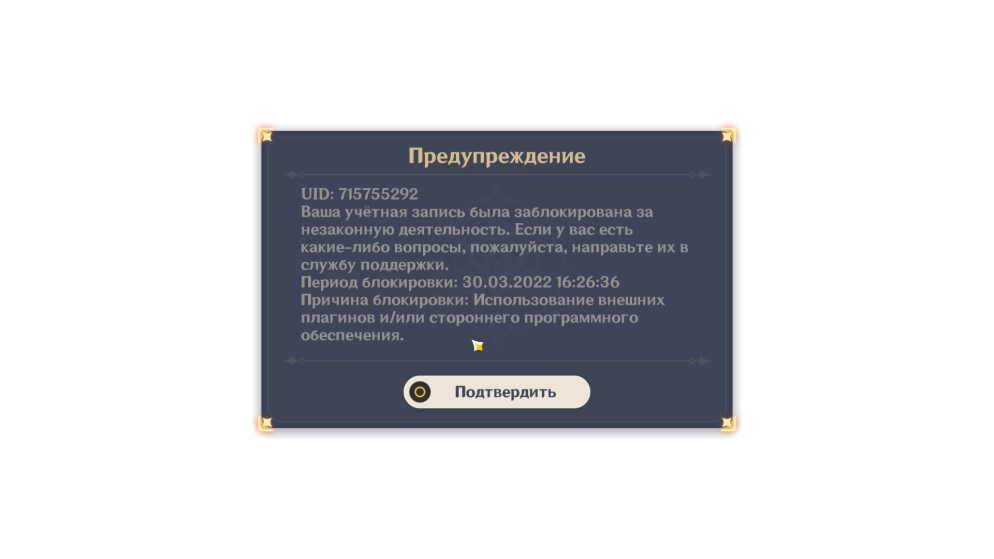 Предупреждение
UID: 715755292
Ваша учётная запись была заблокирована за
незаконную деятельность. Если у вас есть
какие-либо вопросы, пожалуйста, направьте их в
службу поддержки.
Период блокировки: 30.03.2022 16:26:36
Причина блокировки: Использование внешних
плагинов и/или стороннего программного
обеспечения.
Подтвердить